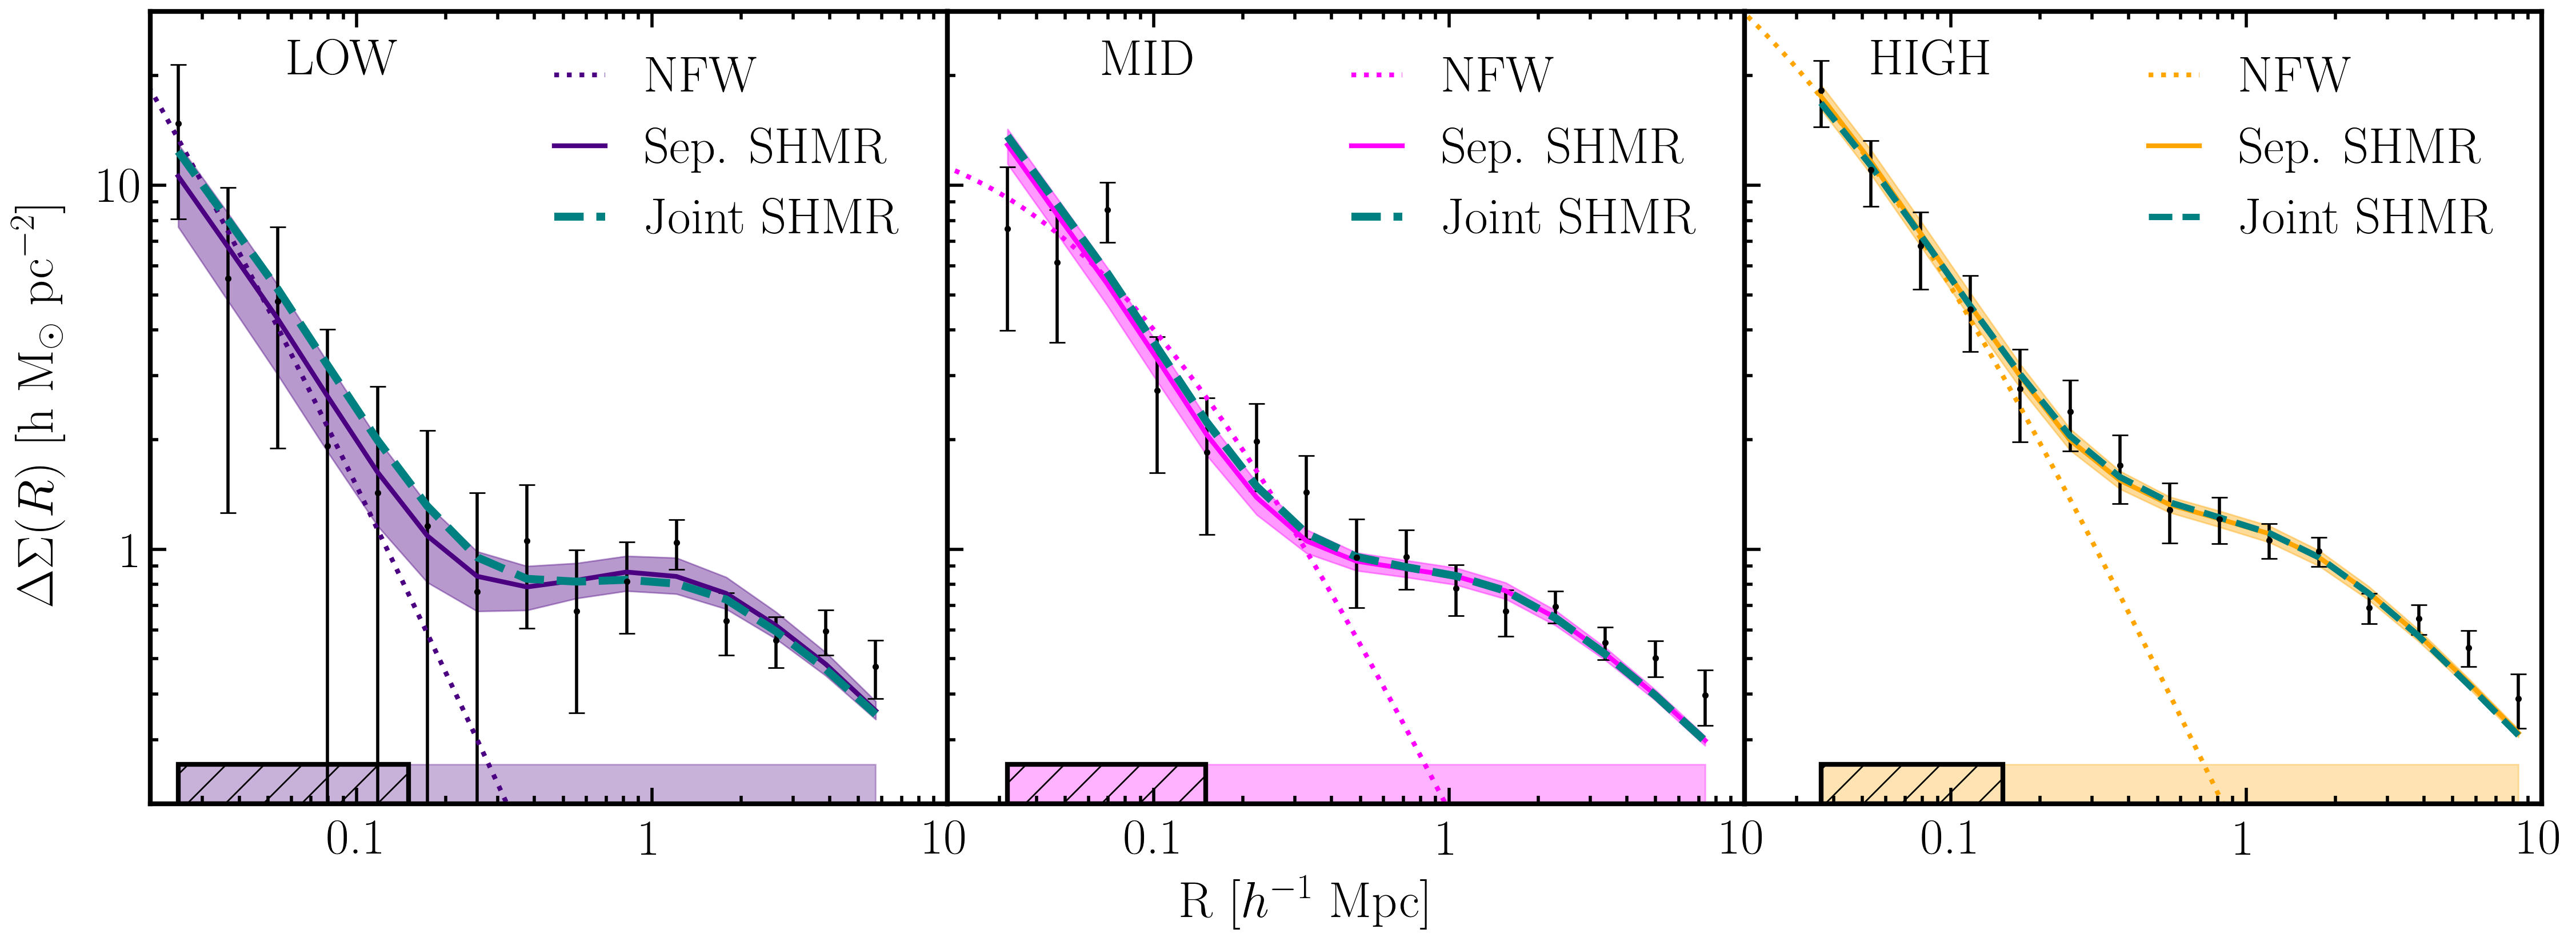 LOW
NFW
Sep. SHMR
Joint SHMR
MID
NFW
Sep. SHMR
Joint SHMR
HIGH
NFW
Sep. SHMR
Joint SHMR
ΔΣ(R) [h M⊙ pc⁻²]
10
1
0.1 1 10
0.1 1 10
0.1 1 10
R [h⁻¹ Mpc]